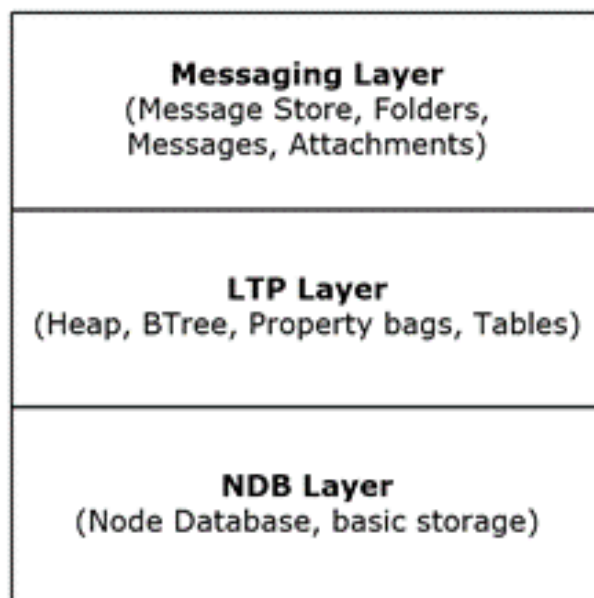 Messaging Layer
(Message Store, Folders,
Messages, Attachments)
LTP Layer
(Heap, BTree, Property bags, Tables)
NDB Layer
(Node Database, basic storage)